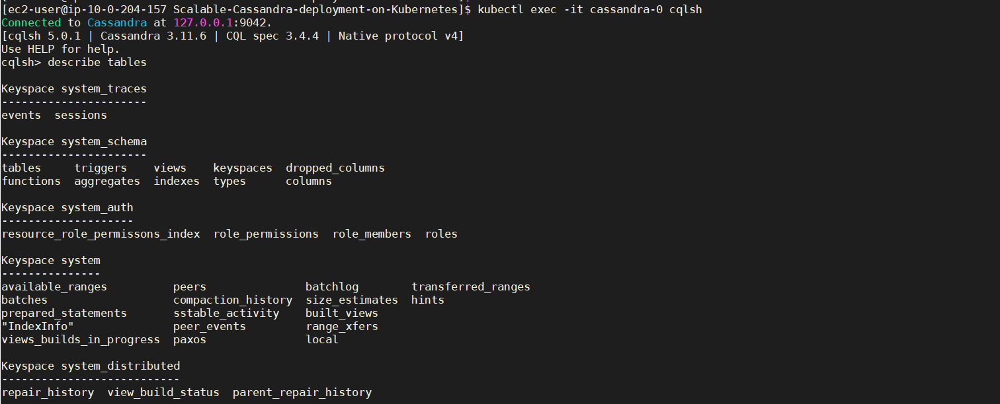 [ec2-user@ip-10-0-204-157 Scalable-Cassandra-deployment-on-Kubernetes]$ kubectl exec -it cassandra-0 cqlsh
Connected to Cassandra at 127.0.0.1:9042.
[cqlsh 5.0.1 | Cassandra 3.11.6 | CQL spec 3.4.4 | Native protocol v4]
Use HELP for help.
cqlsh> describe tables

Keyspace system_traces
----------------------
events  sessions

Keyspace system_schema
----------------------
tables     triggers    views    keyspaces  dropped_columns
functions  aggregates  indexes  types      columns

Keyspace system_auth
--------------------
resource_role_permissons_index  role_permissions  role_members  roles

Keyspace system
---------------
available_ranges          peers               batchlog        transferred_ranges
batches                   compaction_history  size_estimates  hints
prepared_statements       sstable_activity    built_views
"IndexInfo"               peer_events         range_xfers
views_builds_in_progress  paxos               local

Keyspace system_distributed
---------------------------
repair_history  view_build_status  parent_repair_history